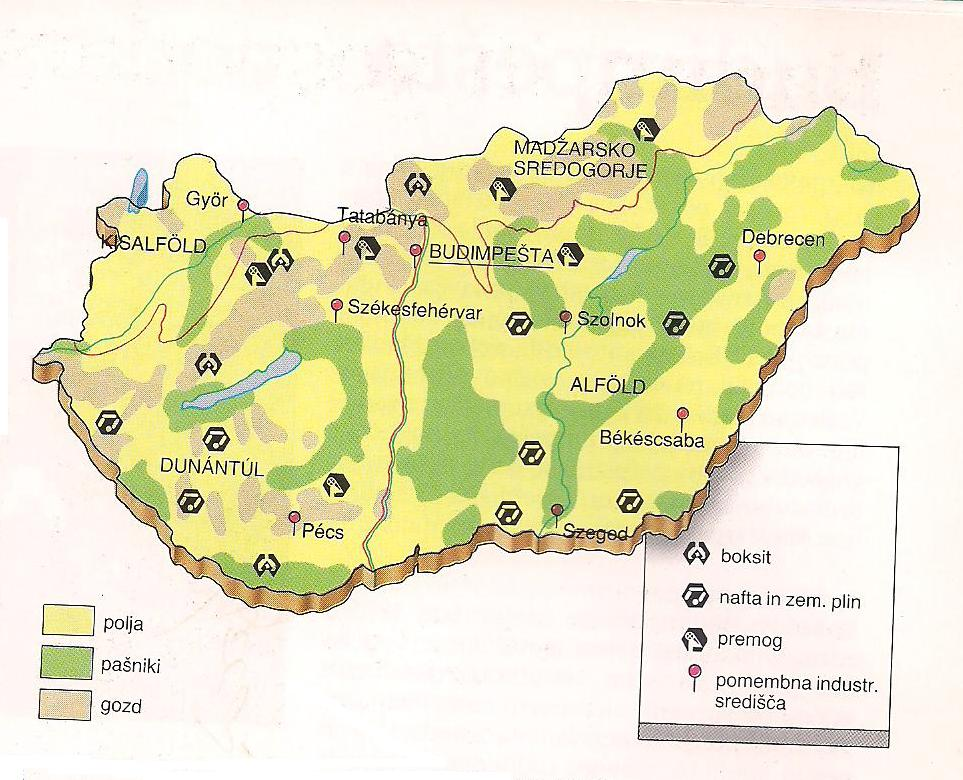 MADŽARSKO
SREDOGORJE
Györ
Tatabánya
KISALFÖLD
BUDIMPEŠTA
Debrecen
Székesfehérvar
Szolnok
ALFÖLD
Békéscsaba
DUNÁNTÚL
Pécs
Szeged
boksit
nafta in zem. plin
premog
pomembna industr.
središča
polja
pašniki
gozd